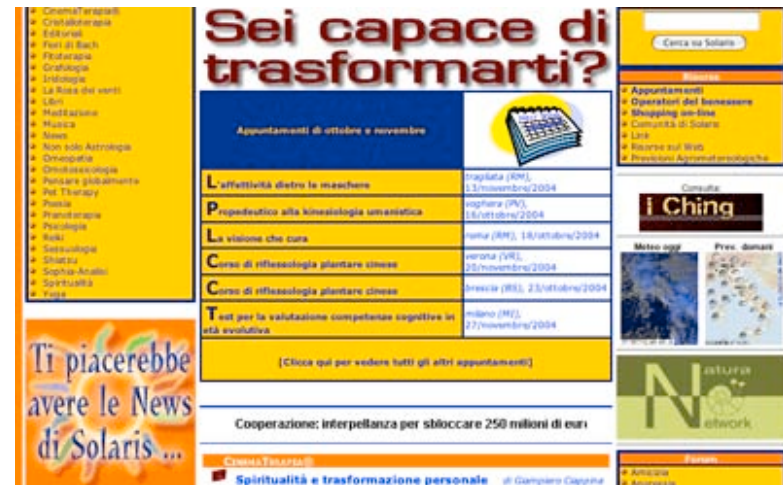 CinemaTerapia®
Cristalloterapia
Editoriali
Fiori di Bach
Fitoterapia
Grafologia
Iridologia
La Rosa dei venti
Libri
Meditazione
Musica
News
Non solo Astrologia
Omeopatia
Omotossicologia
Pensare globalmente
Pet Therapy
Poesia
Pranoterapia
Psicologia
Reiki
Sessuologia
Shiatsu
Sophia-Analisi
Spiritualità
Yoga
Ti piacerebbe
avere le News
di Solaris ...
Sei capace di
trasformarti?
Appuntamenti di ottobre e novembre
L'affettività dietro le maschere
tragliata (RM),
13/novembre/2004
Propedeutico alla kinesiologia umanistica
voghera (PV),
16/ottobre/2004
La visione che cura
roma (RM), 18/ottobre/2004
Corso di riflessologia plantare cinese
verona (VR),
20/novembre/2004
Corso di riflessologia plantare cinese
brescia (BS), 23/ottobre/2004
Test per la valutazione competenze cognitive in
età evolutiva
milano (MI),
27/novembre/2004
[Clicca qui per vedere tutti gli altri appuntamenti]
Cooperazione: interpellanza per sbloccare 250 milioni di euro
CinemaTerapia®
Spiritualità e trasformazione personale di Giampiero Ciappina
Cerca su Solaris
Risorse
Appuntamenti
Operatori del benessere
Shopping on-line
Comunità di Solaris
Link
Risorse sul Web
Previsioni Agrometeorologiche
Consulta:
i Ching
Meteo oggi
Prev. domani
Natura
Network
Forum
Amicizia